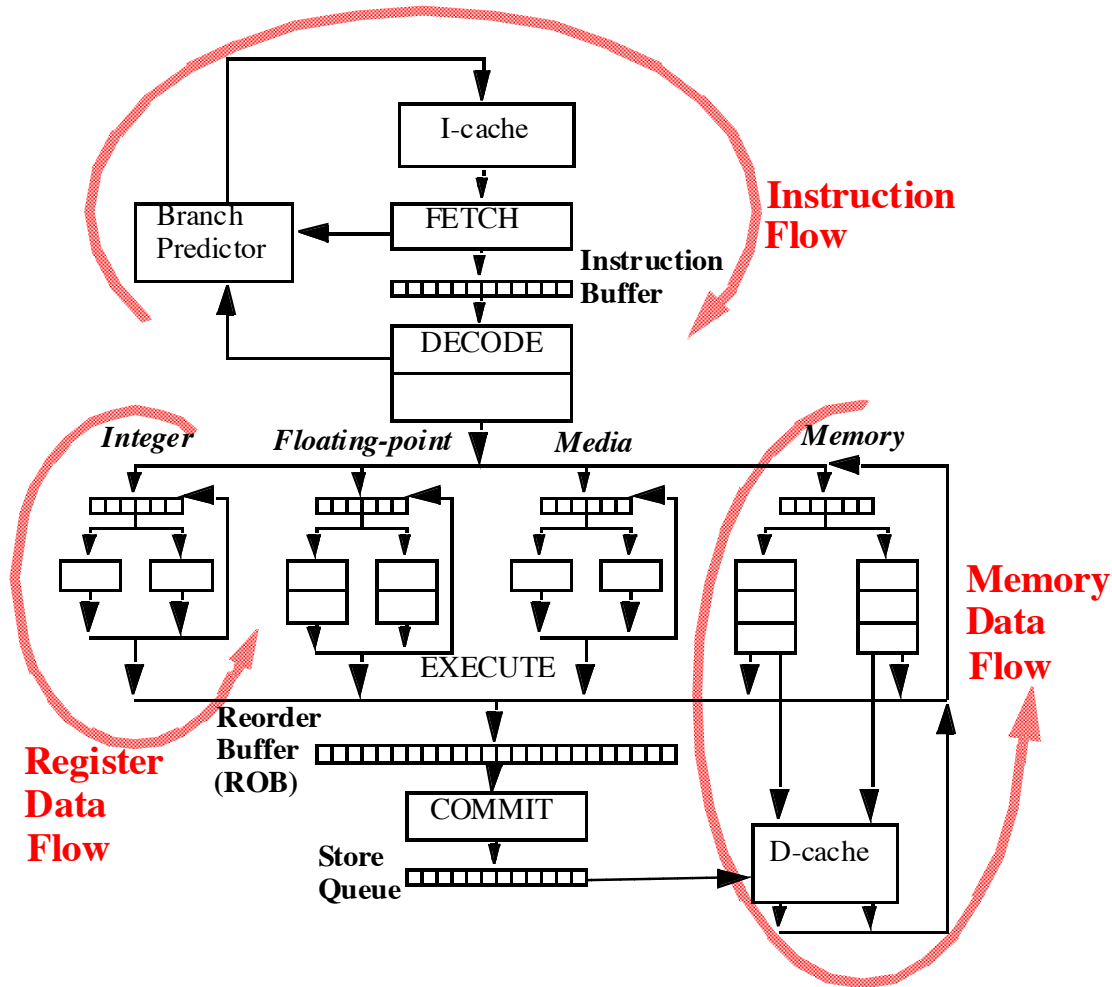 I-cache
Branch
Predictor
FETCH
Instruction
Flow
Instruction
Buffer
DECODE
Integer
Floating-point
Media
Memory
EXECUTE
Memory
Data
Flow
Register
Data
Flow
Reorder
Buffer
(ROB)
COMMIT
Store
Queue
D-cache